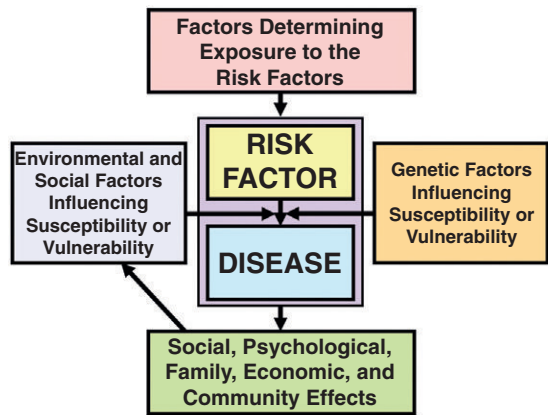 Factors Determining
Exposure to the
Risk Factors
RISK
FACTOR
Environmental and
Social Factors
Influencing
Susceptibility or
Vulnerability
Genetic Factors
Influencing
Susceptibility or
Vulnerability
DISEASE
Social, Psychological,
Family, Economic, and
Community Effects